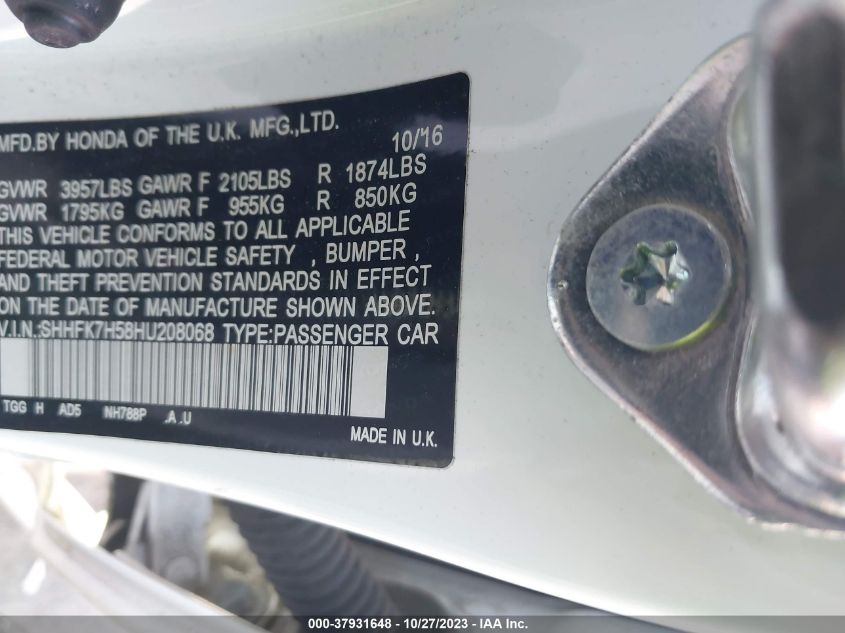 MFD.BY HONDA OF THE U.K. MFG.,LTD.
10/'16
GVWR 3957LBS GAWR F 2105LBS R 1874LBS
GVWR 1795KG GAWR F 955KG R 850KG
THIS VEHICLE CONFORMS TO ALL APPLICABLE
FEDERAL MOTOR VEHICLE SAFETY , BUMPER ,
AND THEFT PREVENTION STANDARDS IN EFFECT
ON THE DATE OF MANUFACTURE SHOWN ABOVE.
V.I.N.:SHHFK7H58HU208068 TYPE:PASSENGER CAR
TGG H AD5 NH788P .A .U
MADE IN U.K.
000-37931648 | 10/27/2023 | © IAA Inc.